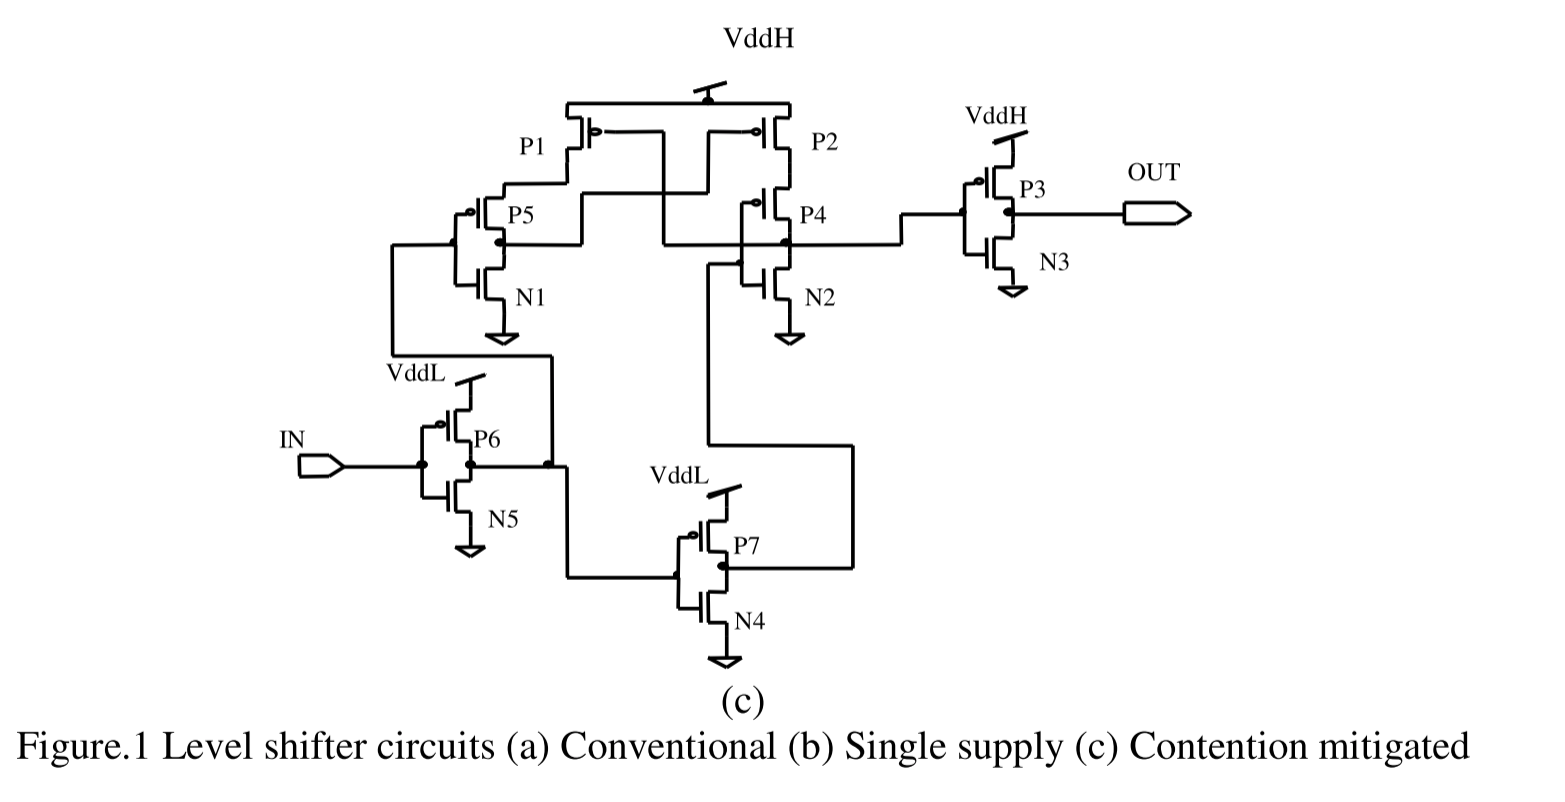 VddH
VddH
P1
P2
OUT
P3
P5
P4
N3
N1
N2
VddL
IN
P6
VddL
N5
P7
N4
(c)
Figure.1 Level shifter circuits (a) Conventional (b) Single supply (c) Contention mitigated